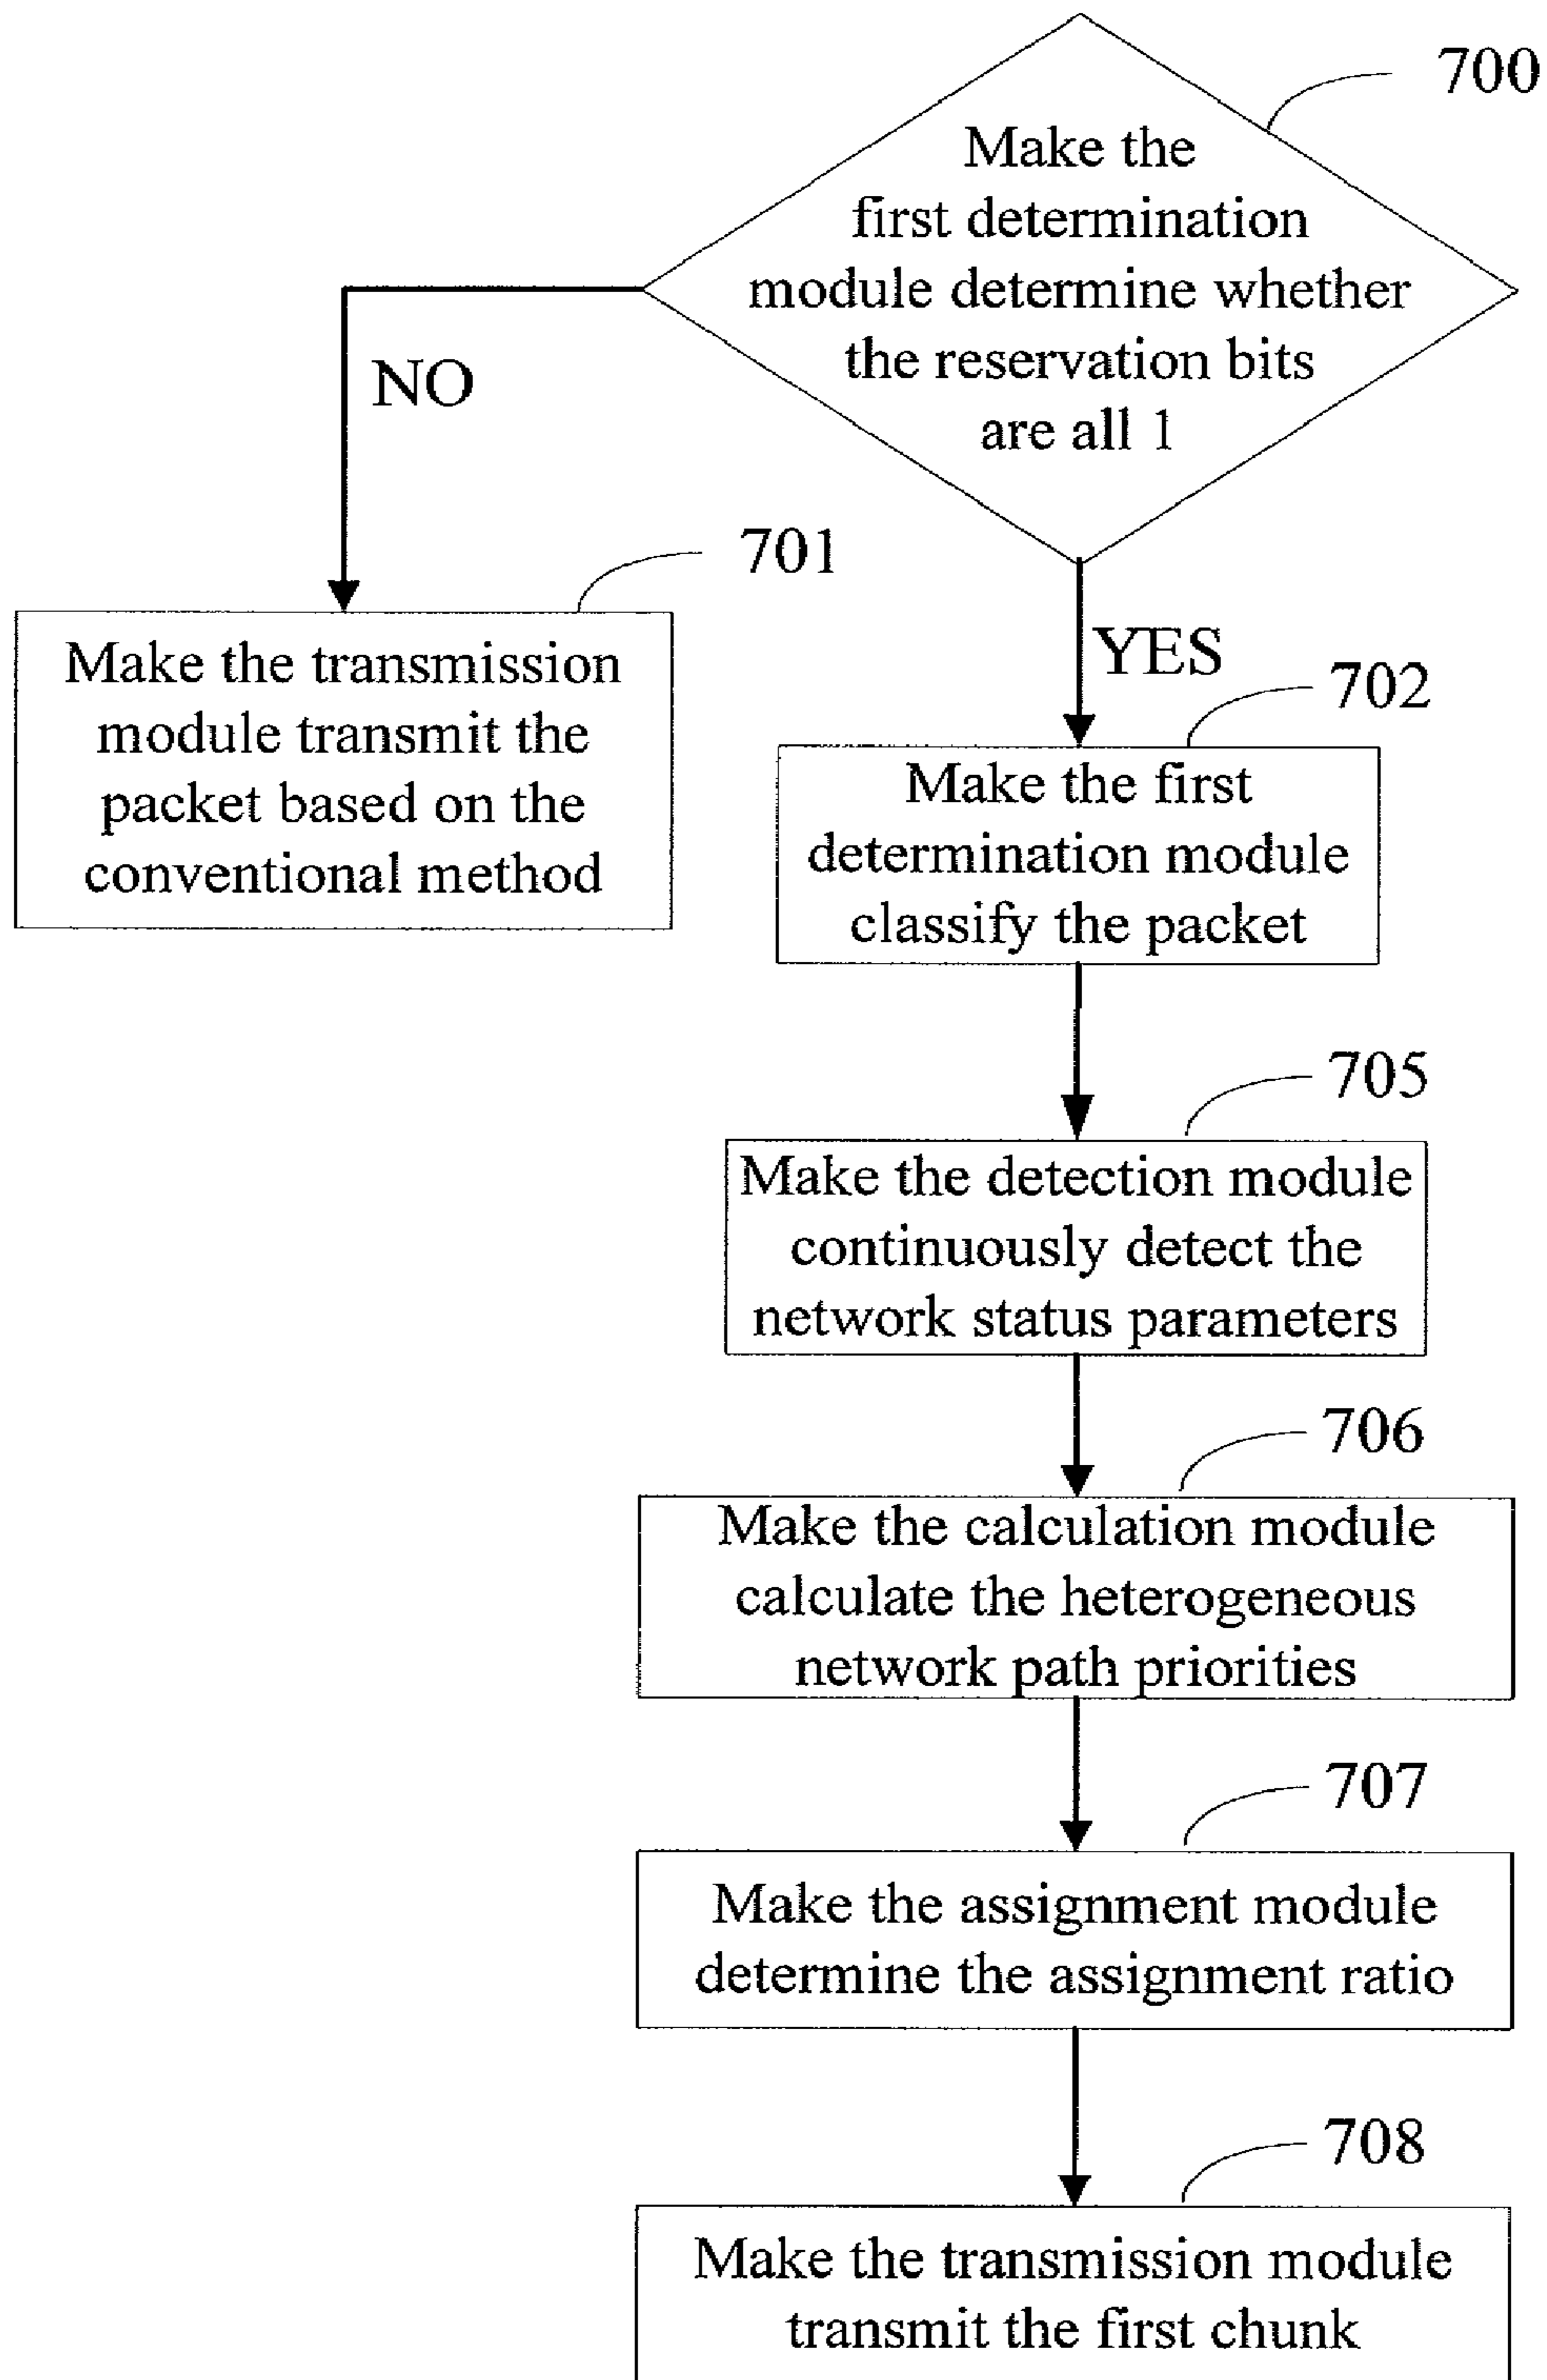 700
Make the
first determination
module determine whether
the reservation bits
are all 1
NO
701
Make the transmission
module transmit the
packet based on the
conventional method
YES
702
Make the first
determination module
classify the packet
705
Make the detection module
continuously detect the
network status parameters
706
Make the calculation module
calculate the heterogeneous
network path priorities
707
Make the assignment module
determine the assignment ratio
708
Make the transmission module
transmit the first chunk